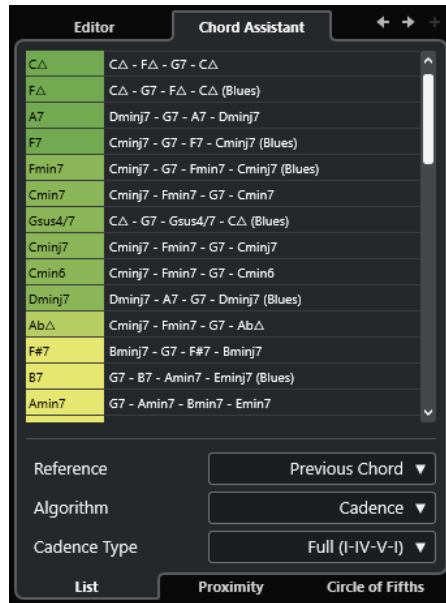 Editor Chord Assistant
C△ C△ - F△ - G7 - C△
F△ C△ - G7 - F△ - C△ (Blues)
A7 Dminj7 - G7 - A7 - Dminj7
F7 Cminj7 - G7 - F7 - Cminj7 (Blues)
Fmin7 Cminj7 - G7 - Fmin7 - Cminj7 (Blues)
Cmin7 Cminj7 - Fmin7 - G7 - Cmin7
Gsus4/7 C△ - G7 - Gsus4/7 - C△ (Blues)
Cminj7 Cminj7 - Fmin7 - G7 - Cminj7
Cmin6 Cminj7 - Fmin7 - G7 - Cmin6
Dminj7 Dminj7 - A7 - G7 - Dminj7 (Blues)
Ab△ Cminj7 - Fmin7 - G7 - Ab△
F#7 Bminj7 - G7 - F#7 - Bminj7
B7 G7 - B7 - Amin7 - Eminj7 (Blues)
Amin7 G7 - Amin7 - Bmin7 - Emin7
Reference Previous Chord
Algorithm Cadence
Cadence Type Full (I-IV-V-I)
List Proximity Circle of Fifths